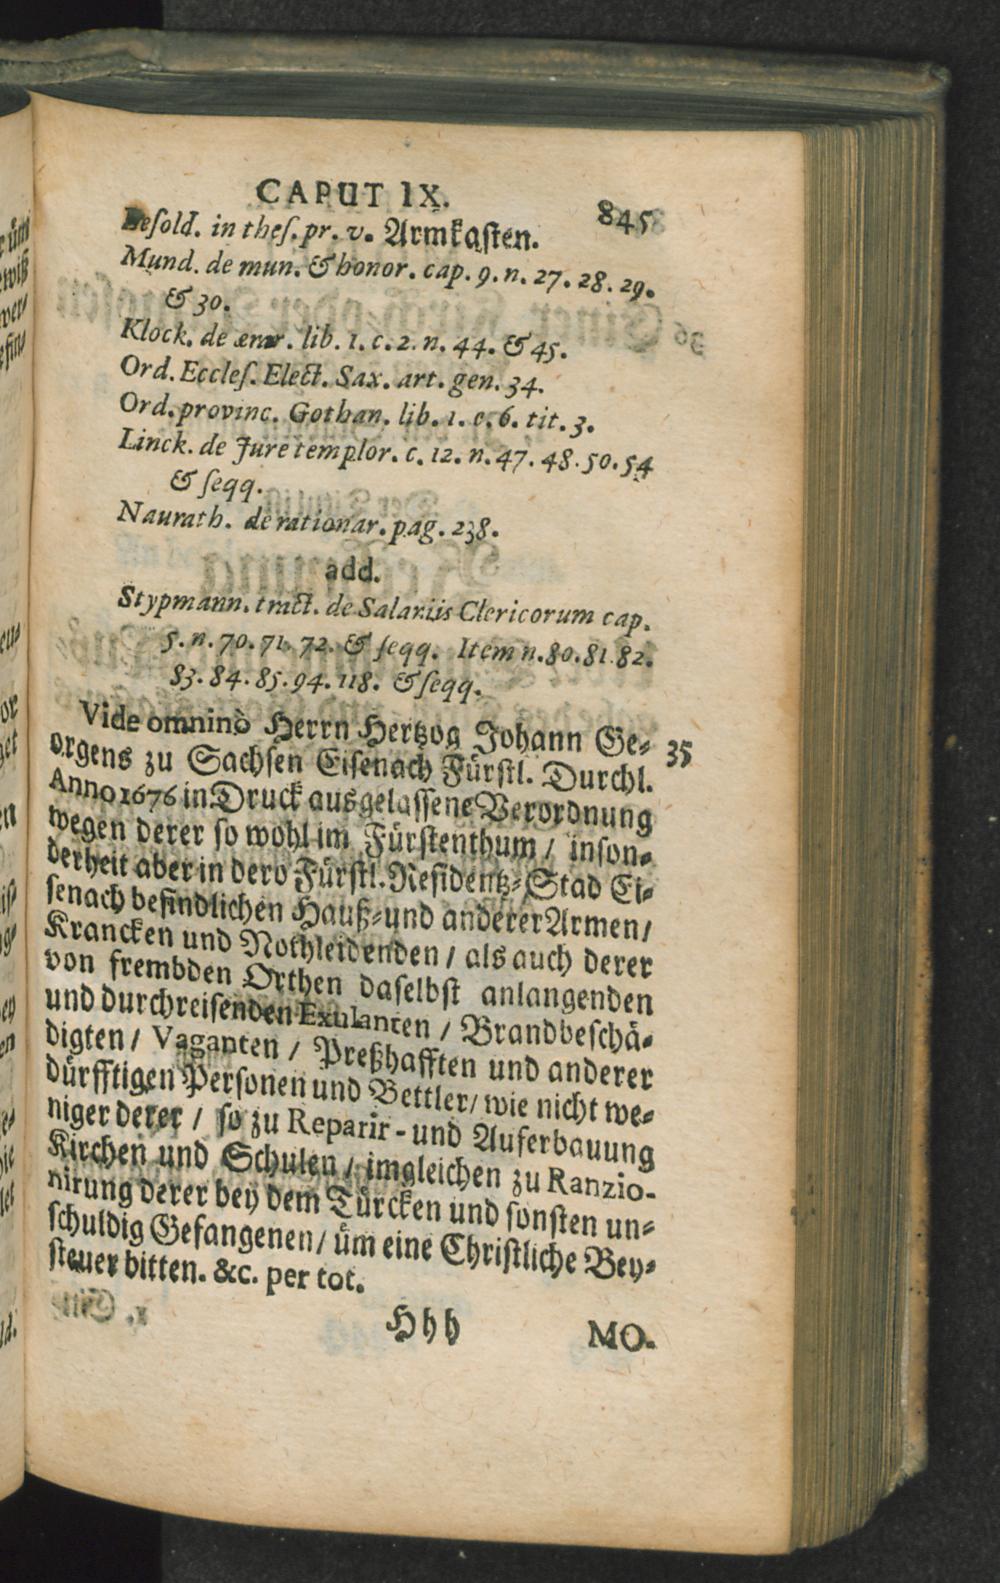 CAPUT IX. 845
Beſold. in theſ. pr. v. Armkaſten.
Mund. de mun. & honor. cap. 9. n. 27. 28. 29.
& 30.
Klock. de ærar. lib. 1. c. 2. n. 44. & 45.
Ord. Eccleſ. Elect. Sax. art. gen. 34.
Ord. provinc. Gothan. lib. 1. c. 6. tit. 3.
Linck. de Jure templor. c. 12. n. 47. 48. 50. 54
& ſeqq.
Naurath. de rationar. pag. 238.
add.
Stypmann. tract. de Salariis Clericorum cap.
5. n. 70. 71. 72. & ſeqq. Item n. 80. 81. 82.
83. 84. 85. 94. 118. & ſeqq.
Vide omninò Herrn Hertzog Johann Ge⸗ 35
orgens zu Sachſen Eiſenach Fürſtl. Durchl.
Anno 1676 in Druck ausgelaſſene Verordnung
wegen derer ſo wohl im Fürſtenthum / inſon⸗
derheit aber in dero Fürſtl. Reſidentz⸗Stad Ei⸗
ſenach befindlichen Hauß⸗und anderer Armen /
Krancken und Nothleidenden / als auch derer
von frembden Orthen daſelbſt anlangenden
und durchreiſenden Exulanten / Brandbeſchä⸗
digten / Vaganten / Preßhafften und anderer
dürfftigen Perſonen und Bettler / wie nicht we⸗
niger derer / ſo zu Reparir-und Auferbauung
Kirchen und Schulen / imgleichen zu Ranzio-
nirung derer bey dem Türcken und ſonſten un⸗
ſchuldig Gefangenen / üm eine Chriſtliche Bey⸗
ſteuer bitten. &c. per tot.
Hhh MO.